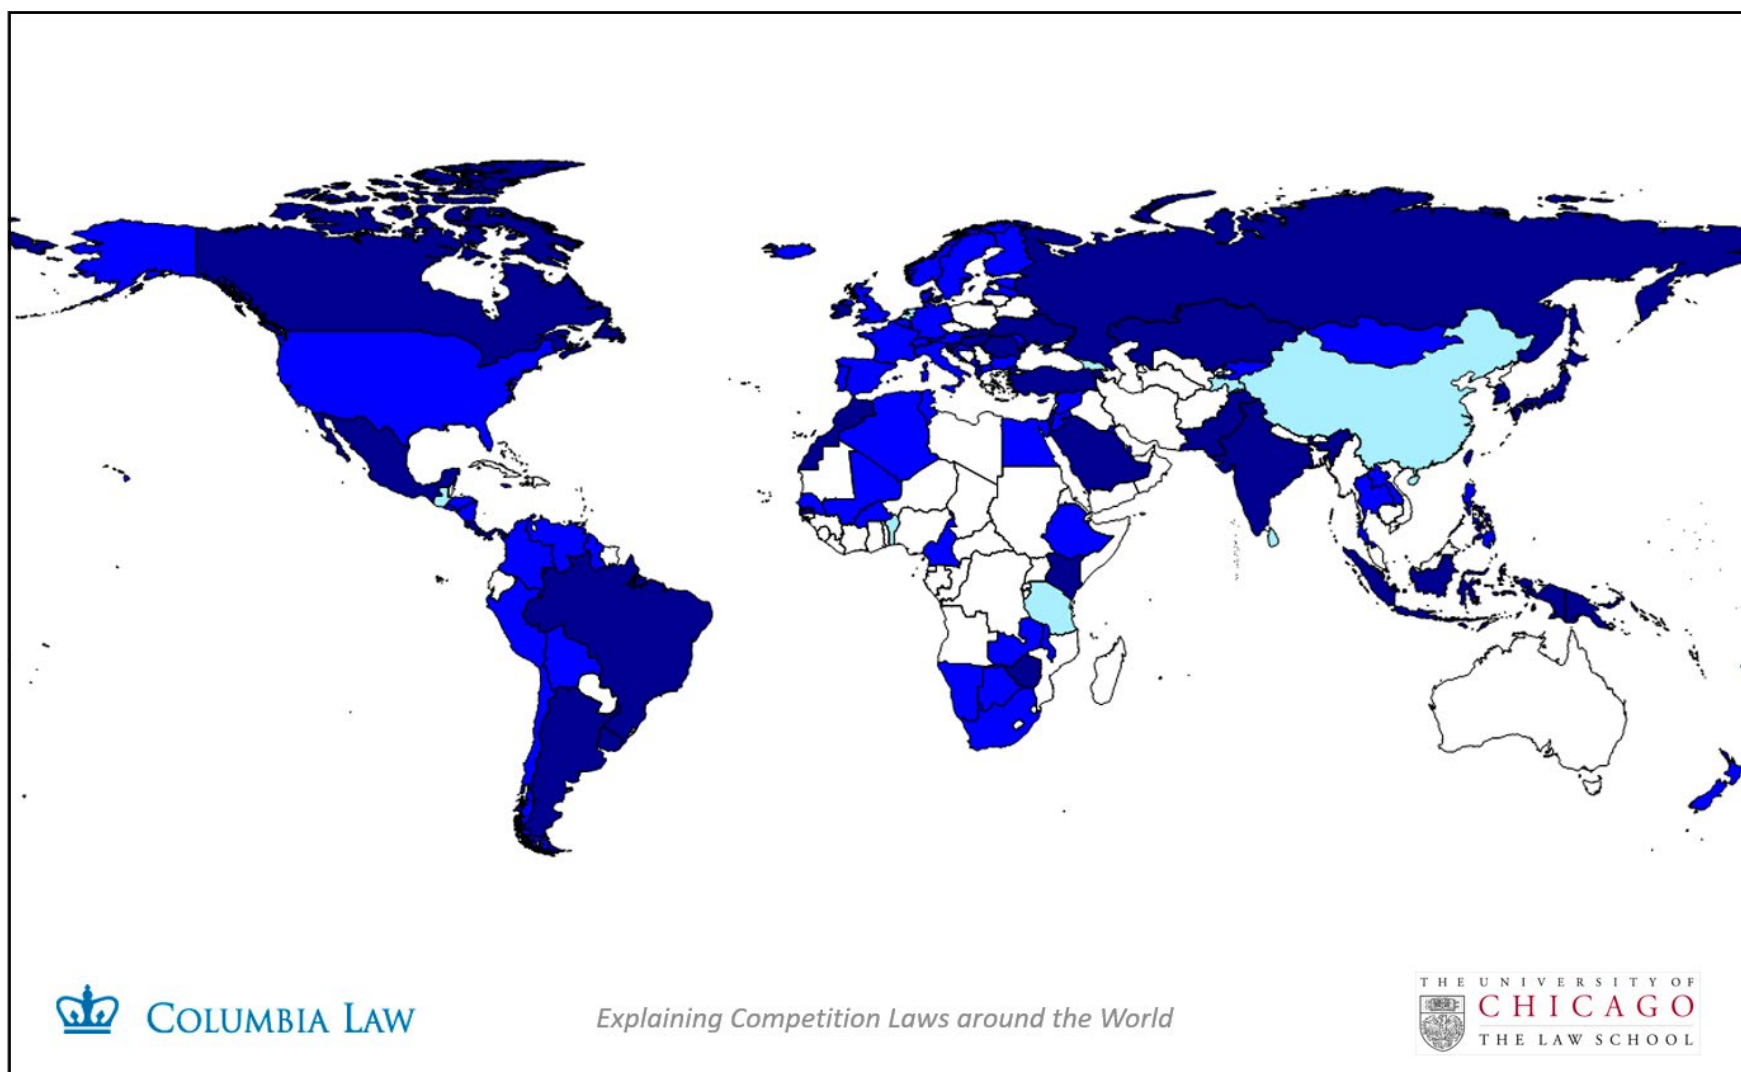 COLUMBIA LAW
Explaining Competition Laws around the World
THE UNIVERSITY OF
CHICAGO
THE LAW SCHOOL